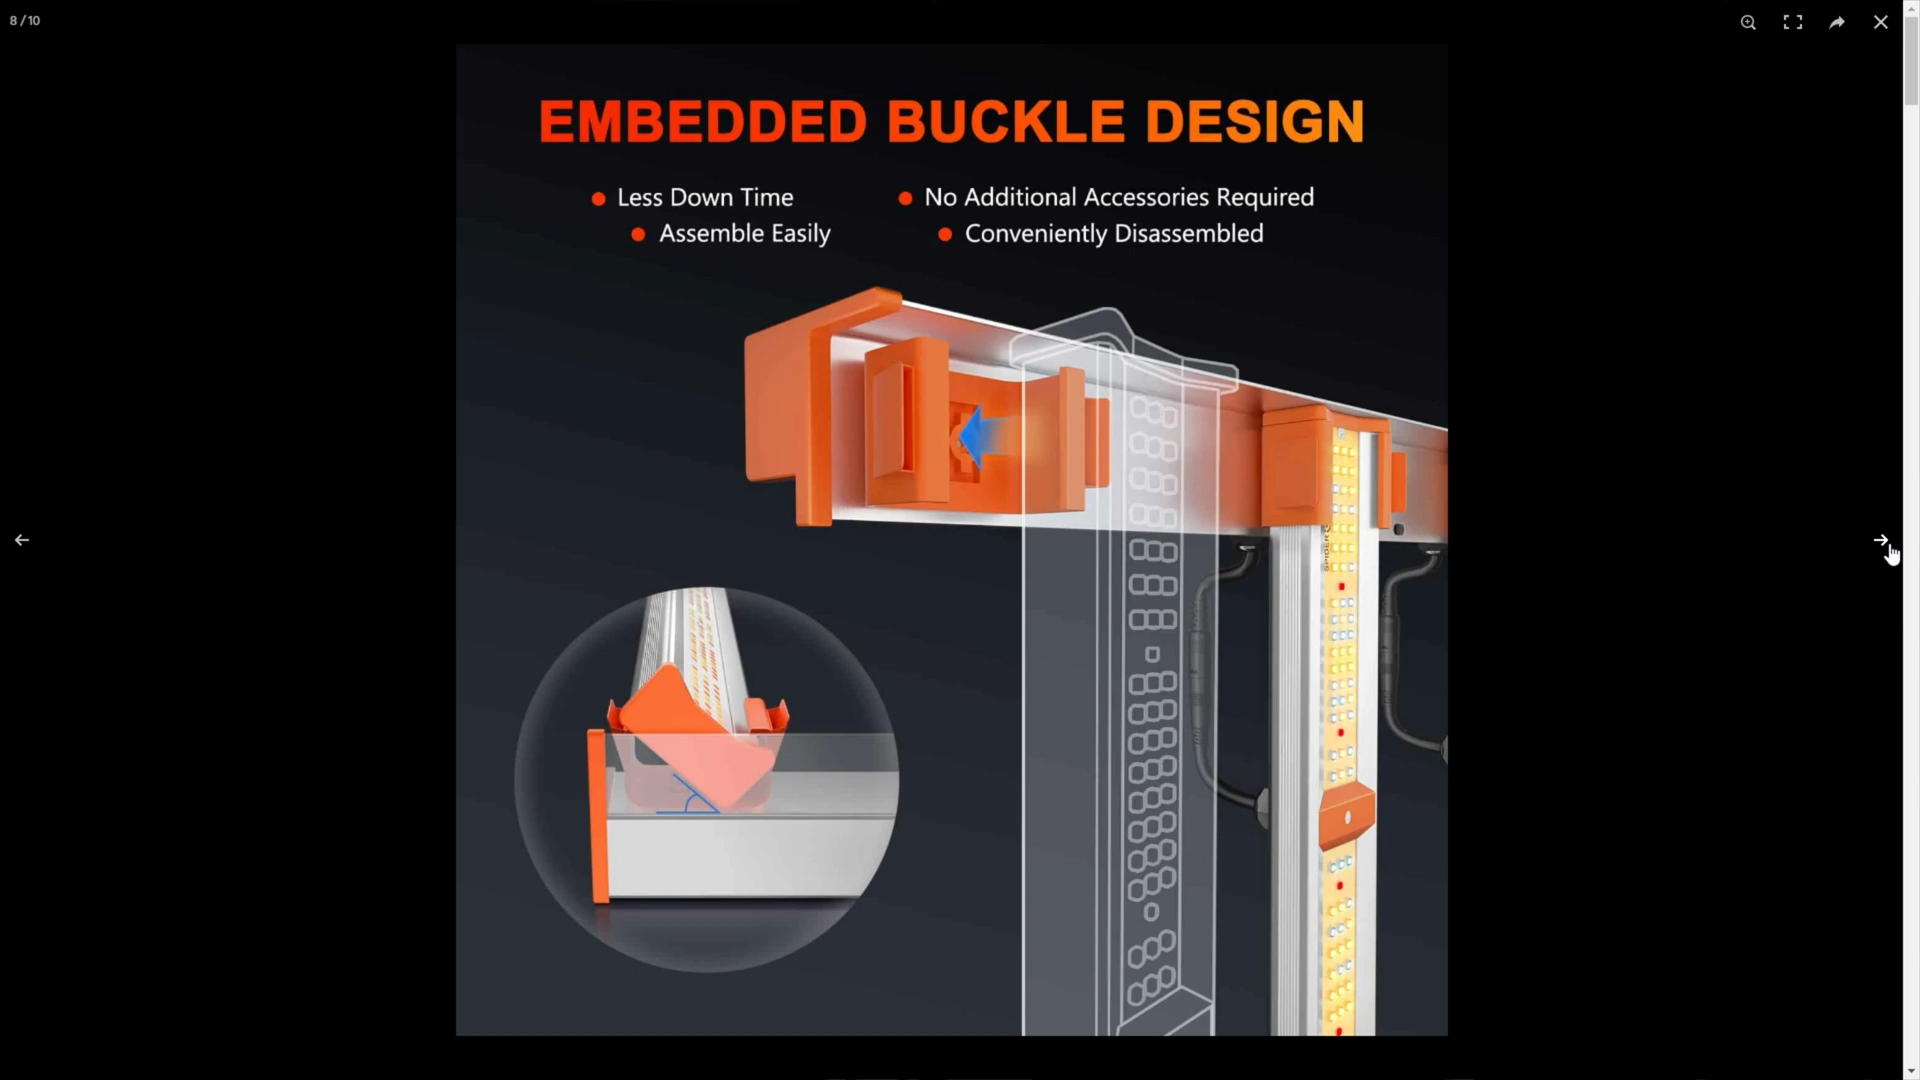 8 / 10
EMBEDDED BUCKLE DESIGN
Less Down Time
No Additional Accessories Required
Assemble Easily
Conveniently Disassembled